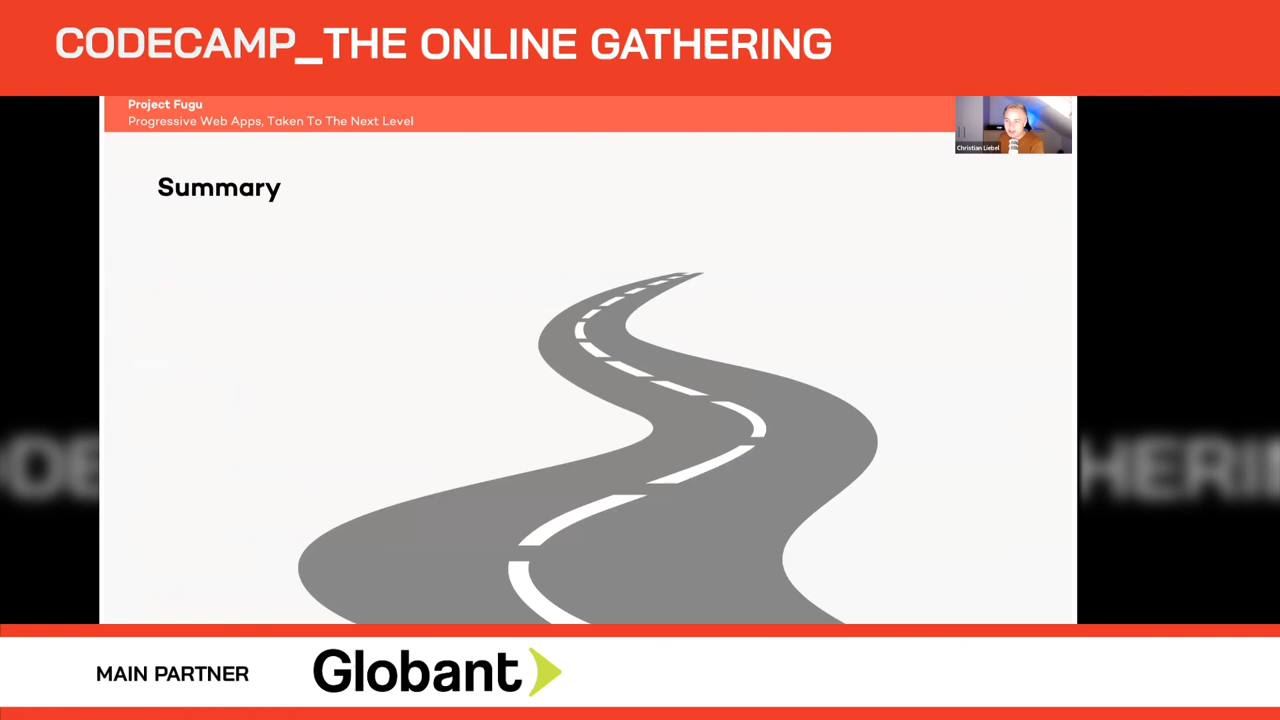 CODECAMP_THE ONLINE GATHERING
Project Fugu
Progressive Web Apps, Taken To The Next Level
Christian Liebel
Summary
MAIN PARTNER
Globant